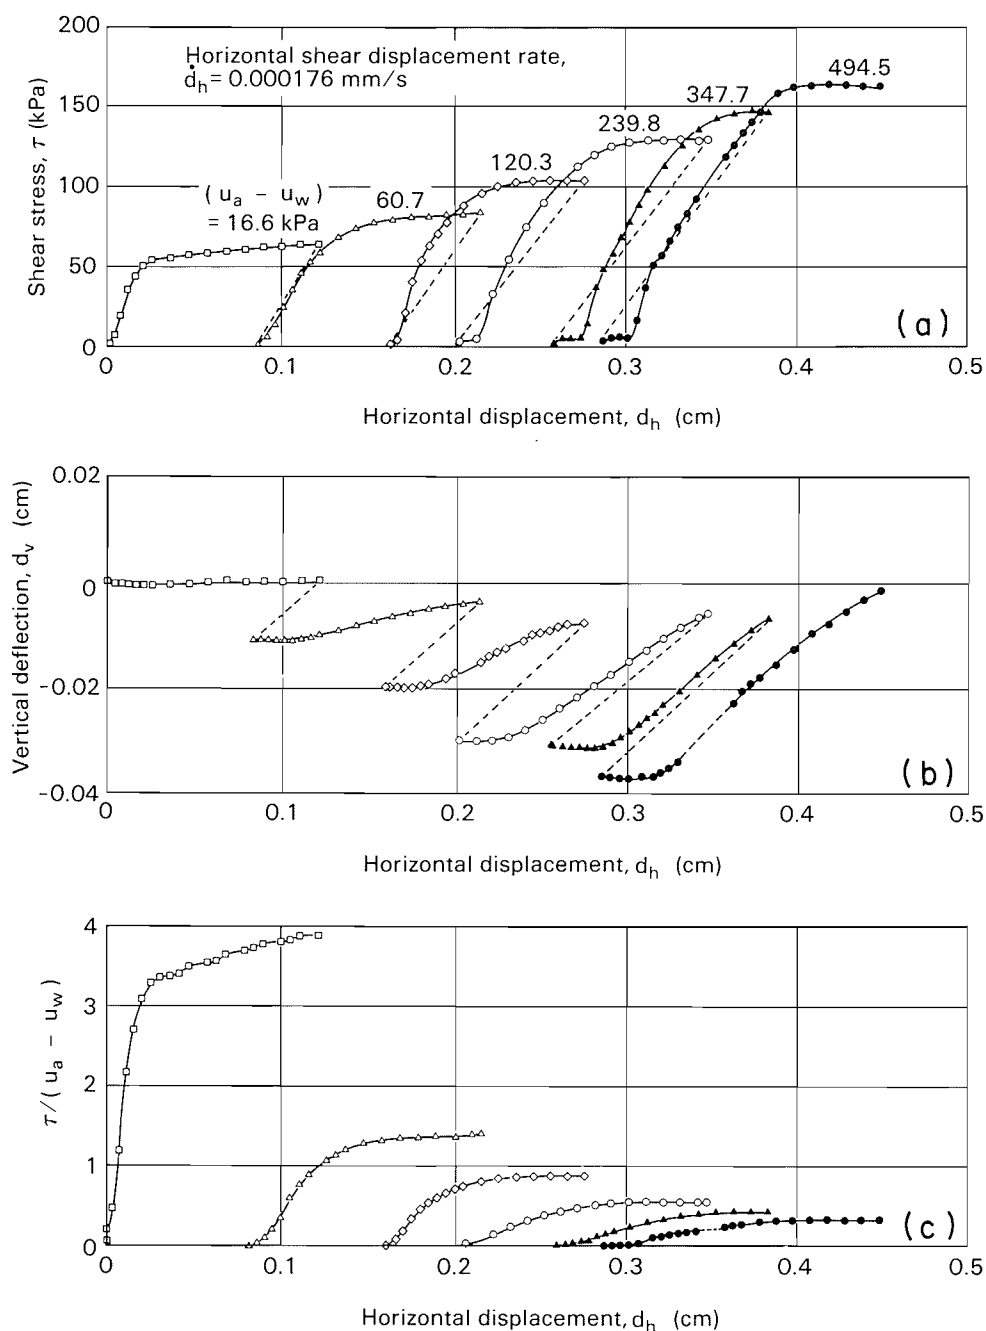 200
150
100
50
0
Shear stress, τ (kPa)
Horizontal shear displacement rate,
ḋh = 0.000176 mm/s
494.5
347.7
239.8
120.3
60.7
(ua − uw)
= 16.6 kPa
(a)
0.1
0.2
0.3
0.4
0.5
Horizontal displacement, dh (cm)
0.02
0
-0.02
-0.04
Vertical deflection, dv (cm)
(b)
0
0.1
0.2
0.3
0.4
0.5
Horizontal displacement, dh (cm)
4
3
2
1
0
τ/(ua − uw)
(c)
0
0.1
0.2
0.3
0.4
0.5
Horizontal displacement, dh (cm)